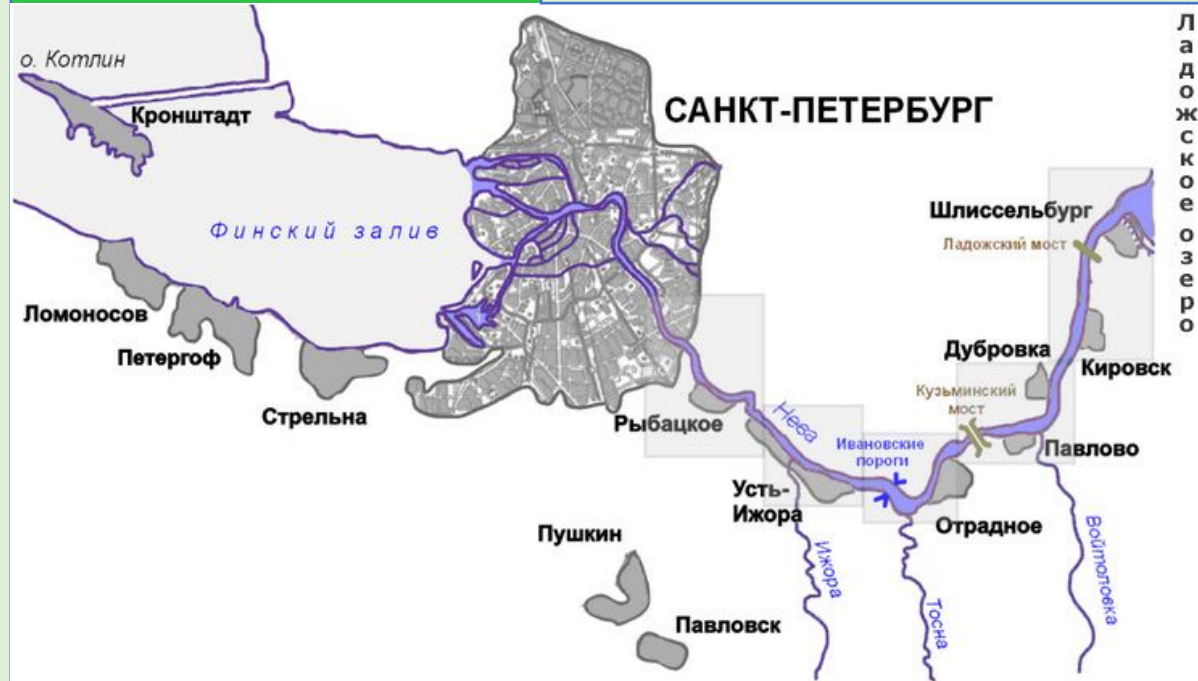 о. Котлин
Кронштадт
САНКТ-ПЕТЕРБУРГ
Ладожское озеро
Финский залив
Шлиссельбург
Ладожский мост
Ломоносов
Петергоф
Стрельна
Дубровка
Кировск
Кузьминский
мост
Рыбацкое
Нева
Ивановские
пороги
Павлово
Усть-
Ижора
Отрадное
Пушкин
Павловск
Ижора
Тосна
Войтоловка